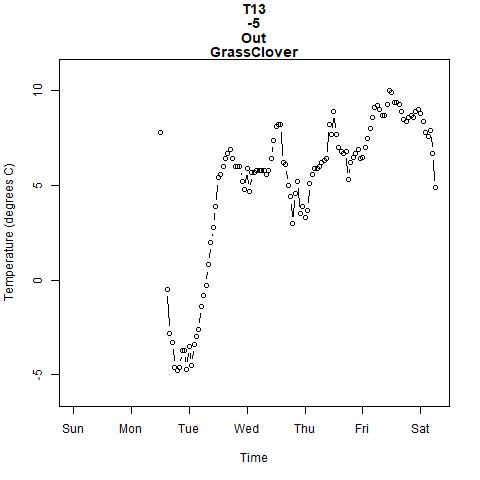 T13
-5
Out
GrassClover
Temperature (degrees C)
10
5
0
-5
Sun Mon Tue Wed Thu Fri Sat
Time